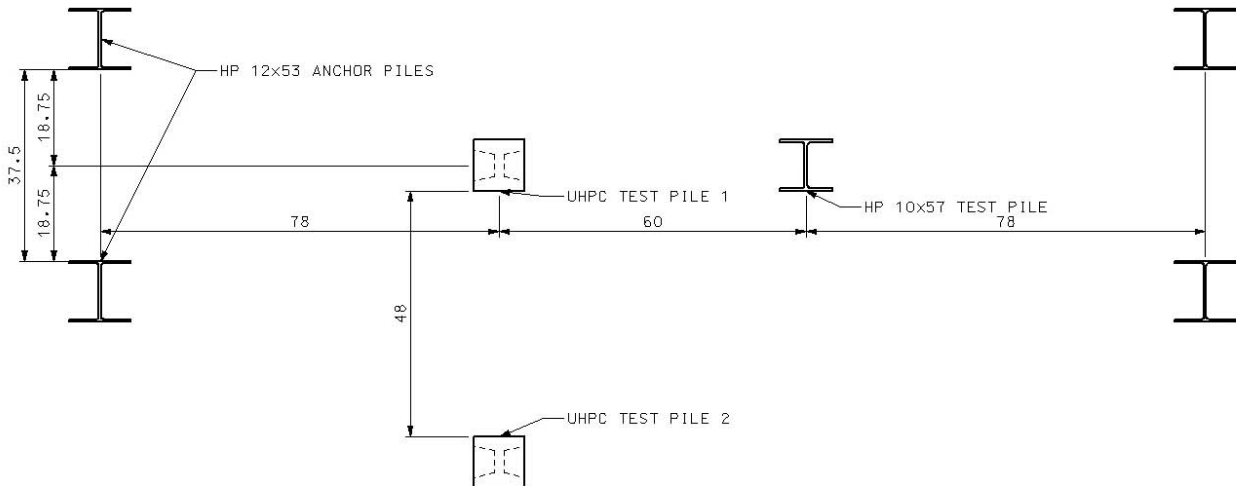 HP 12x53 ANCHOR PILES
18.75
37.5
18.75
UHPC TEST PILE 1
HP 10x57 TEST PILE
78
60
78
48
UHPC TEST PILE 2